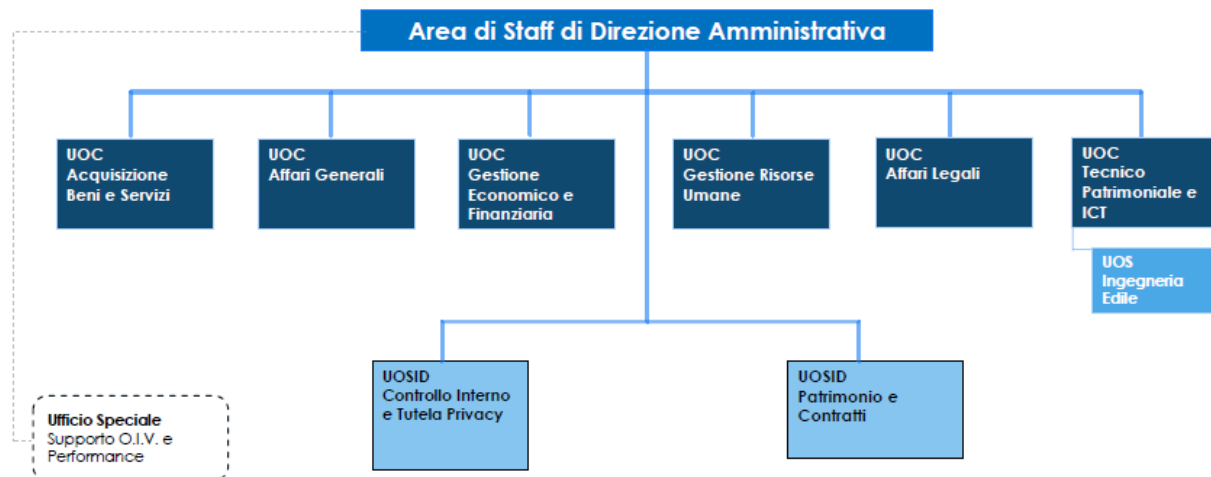 Area di Staff di Direzione Amministrativa
UOC
Acquisizione
Beni e Servizi
UOC
Affari Generali
UOC
Gestione
Economico e
Finanziaria
UOC
Gestione Risorse
Umane
UOC
Affari Legali
UOC
Tecnico
Patrimoniale e
ICT
UOS
Ingegneria
Edile
UOSID
Controllo Interno
e Tutela Privacy
UOSID
Patrimonio e
Contratti
Ufficio Speciale
Supporto O.I.V. e
Performance